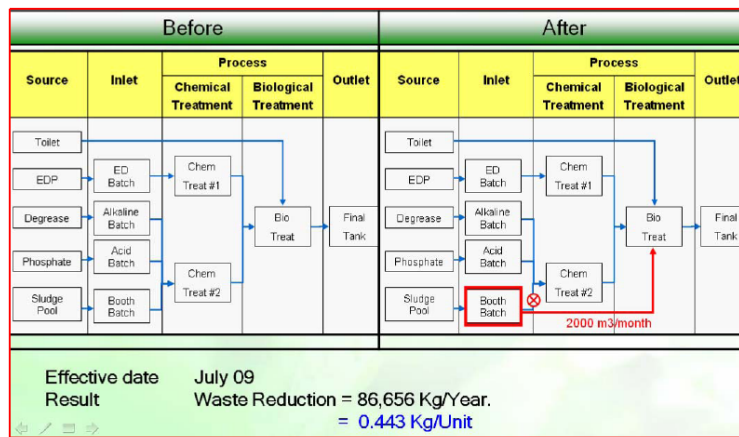 Before
After
Source
Inlet
Process
Outlet
Chemical
Treatment
Biological
Treatment
Source
Inlet
Process
Outlet
Chemical
Treatment
Biological
Treatment
Toilet
EDP
ED
Batch
Chem
Treat #1
Degrease
Alkaline
Batch
Bio
Treat
Final
Tank
Phosphate
Acid
Batch
Chem
Treat #2
Sludge
Pool
Booth
Batch
Toilet
EDP
ED
Batch
Chem
Treat #1
Degrease
Alkaline
Batch
Bio
Treat
Final
Tank
Phosphate
Acid
Batch
Chem
Treat #2
Sludge
Pool
Booth
Batch
2000 m3/month
Effective date July 09
Result Waste Reduction = 86,656 Kg/Year.
= 0.443 Kg/Unit